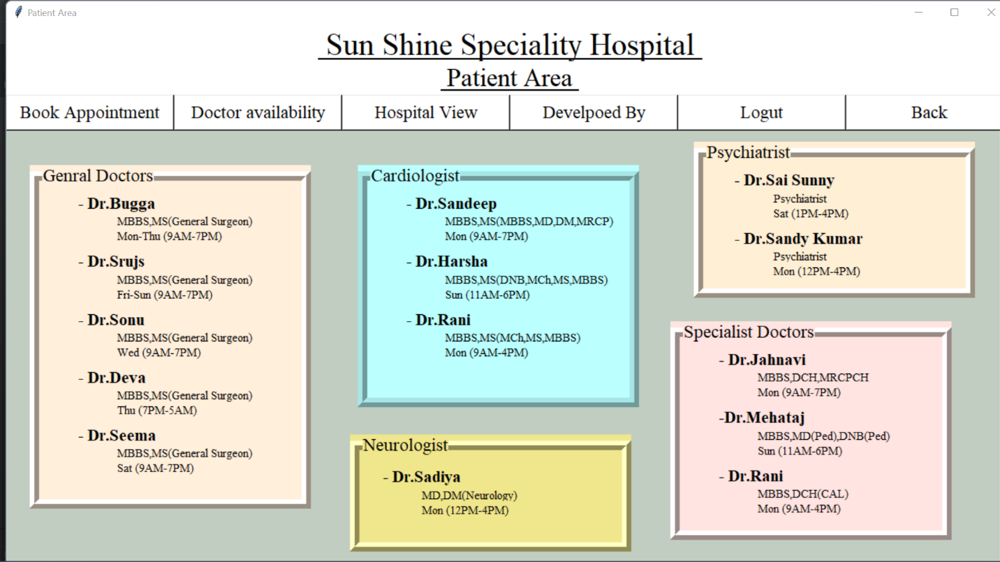 Patient Area
Sun Shine Speciality Hospital
Patient Area
Book Appointment
Doctor availability
Hospital View
Develpoed By
Logut
Back
Genral Doctors
- Dr.Bugga
MBBS,MS(General Surgeon)
Mon-Thu (9AM-7PM)
- Dr.Srujs
MBBS,MS(General Surgeon)
Fri-Sun (9AM-7PM)
- Dr.Sonu
MBBS,MS(General Surgeon)
Wed (9AM-7PM)
- Dr.Deva
MBBS,MS(General Surgeon)
Thu (7PM-5AM)
- Dr.Seema
MBBS,MS(General Surgeon)
Sat (9AM-7PM)
Cardiologist
- Dr.Sandeep
MBBS,MS(MBBS,MD,DM,MRCP)
Mon (9AM-7PM)
- Dr.Harsha
MBBS,MS(DNB,MCh,MS,MBBS)
Sun (11AM-6PM)
- Dr.Rani
MBBS,MS(MCh,MS,MBBS)
Mon (9AM-4PM)
Neurologist
- Dr.Sadiya
MD,DM(Neurology)
Mon (12PM-4PM)
Psychiatrist
- Dr.Sai Sunny
Psychiatrist
Sat (1PM-4PM)
- Dr.Sandy Kumar
Psychiatrist
Mon (12PM-4PM)
Specialist Doctors
- Dr.Jahnavi
MBBS,DCH,MRCPCH
Mon (9AM-7PM)
-Dr.Mehataj
MBBS,MD(Ped),DNB(Ped)
Sun (11AM-6PM)
- Dr.Rani
MBBS,DCH(CAL)
Mon (9AM-4PM)